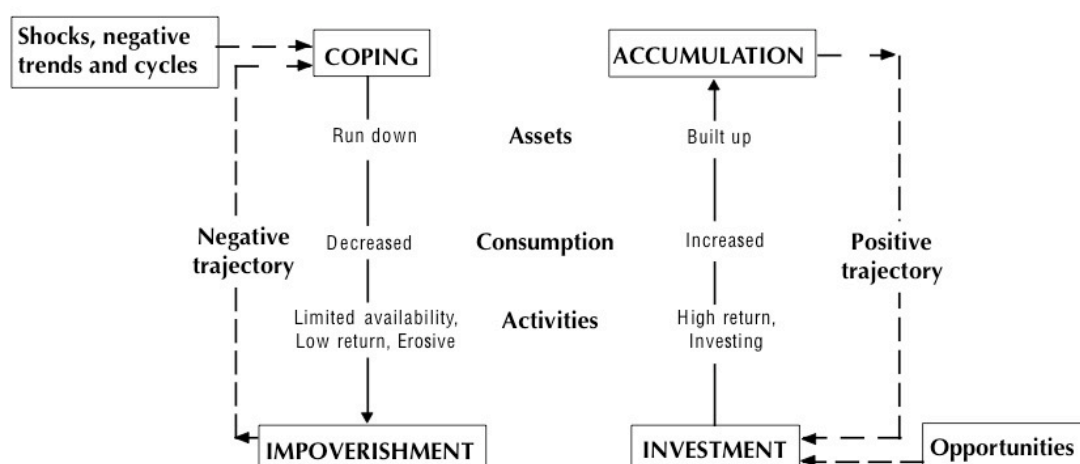 Shocks, negative
trends and cycles
COPING
ACCUMULATION
Run down
Assets
Built up
Negative
trajectory
Decreased
Consumption
Increased
Positive
trajectory
Limited availability,
Low return, Erosive
Activities
High return,
Investing
IMPOVERISHMENT
INVESTMENT
Opportunities